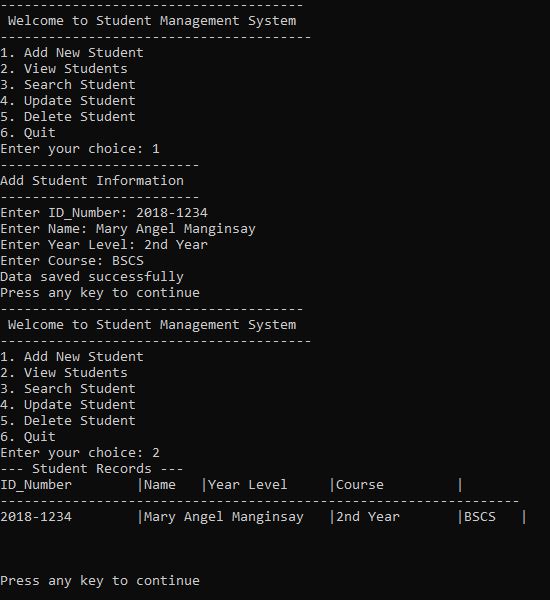 --------------------------------------
 Welcome to Student Management System
---------------------------------------
1. Add New Student
2. View Students
3. Search Student
4. Update Student
5. Delete Student
6. Quit
Enter your choice: 1
-------------------------
Add Student Information
-------------------------
Enter ID_Number: 2018-1234
Enter Name: Mary Angel Manginsay
Enter Year Level: 2nd Year
Enter Course: BSCS
Data saved successfully
Press any key to continue
--------------------------------------
 Welcome to Student Management System
---------------------------------------
1. Add New Student
2. View Students
3. Search Student
4. Update Student
5. Delete Student
6. Quit
Enter your choice: 2
--- Student Records ---
ID_Number        |Name   |Year Level     |Course         |
-----------------------------------------------------------------
2018-1234        |Mary Angel Manginsay   |2nd Year       |BSCS   |
Press any key to continue